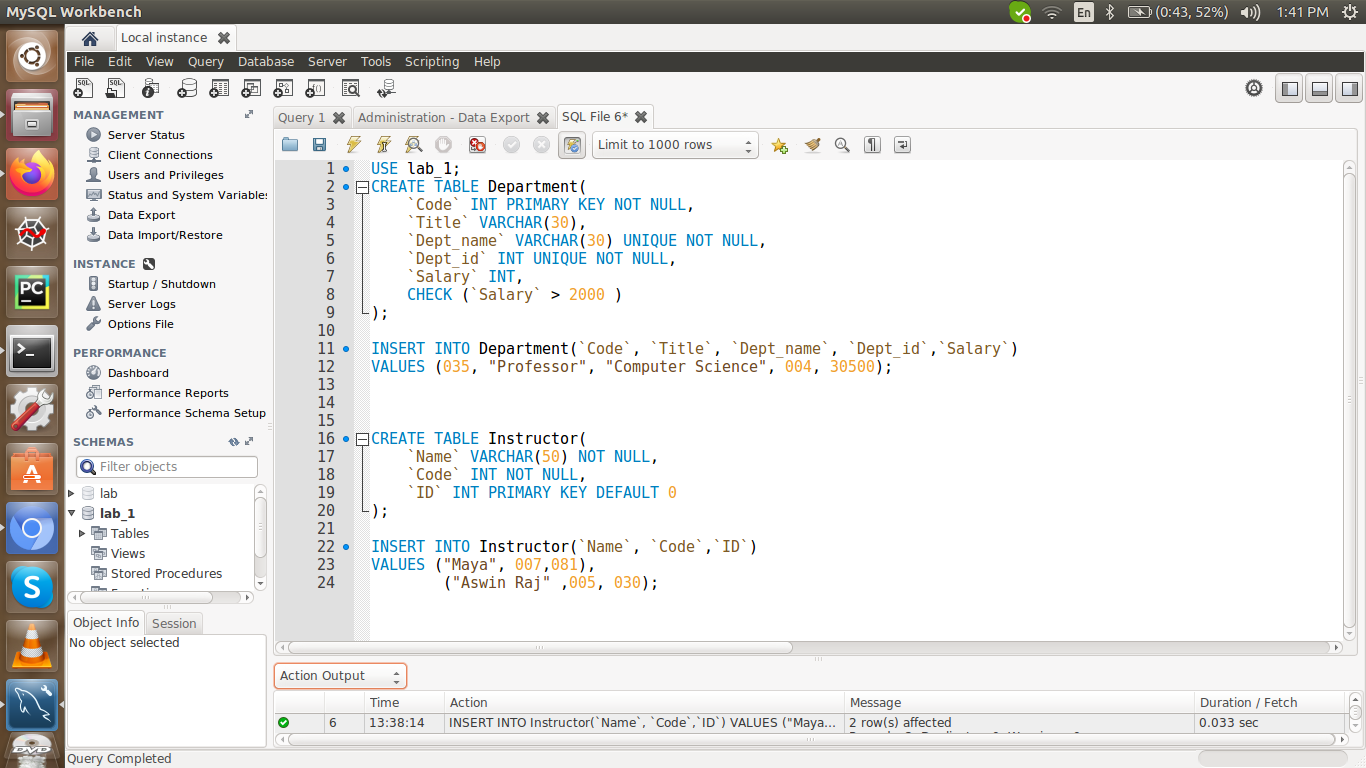 MySQL Workbench
En
(0:43, 52%)
1:41 PM
Local instance
File Edit View Query Database Server Tools Scripting Help
MANAGEMENT
Server Status
Client Connections
Users and Privileges
Status and System Variables
Data Export
Data Import/Restore
INSTANCE
Startup / Shutdown
Server Logs
Options File
PERFORMANCE
Dashboard
Performance Reports
Performance Schema Setup
SCHEMAS
Filter objects
lab
lab_1
Tables
Views
Stored Procedures
Object Info Session
No object selected
Query 1 Administration - Data Export SQL File 6*
Limit to 1000 rows
1 USE lab_1;
2 CREATE TABLE Department(
3 `Code` INT PRIMARY KEY NOT NULL,
4 `Title` VARCHAR(30),
5 `Dept_name` VARCHAR(30) UNIQUE NOT NULL,
6 `Dept_id` INT UNIQUE NOT NULL,
7 `Salary` INT,
8 CHECK (`Salary` > 2000 )
9 );
10
11 INSERT INTO Department(`Code`, `Title`, `Dept_name`, `Dept_id`,`Salary`)
12 VALUES (035, "Professor", "Computer Science", 004, 30500);
13
14
15
16 CREATE TABLE Instructor(
17 `Name` VARCHAR(50) NOT NULL,
18 `Code` INT NOT NULL,
19 `ID` INT PRIMARY KEY DEFAULT 0
20 );
21
22 INSERT INTO Instructor(`Name`, `Code`,`ID`)
23 VALUES ("Maya", 007,081),
24 ("Aswin Raj" ,005, 030);
Action Output
Time Action Message Duration / Fetch
6 13:38:14 INSERT INTO Instructor(`Name`, `Code`,`ID`) VALUES ("Maya... 2 row(s) affected 0.033 sec
Query Completed